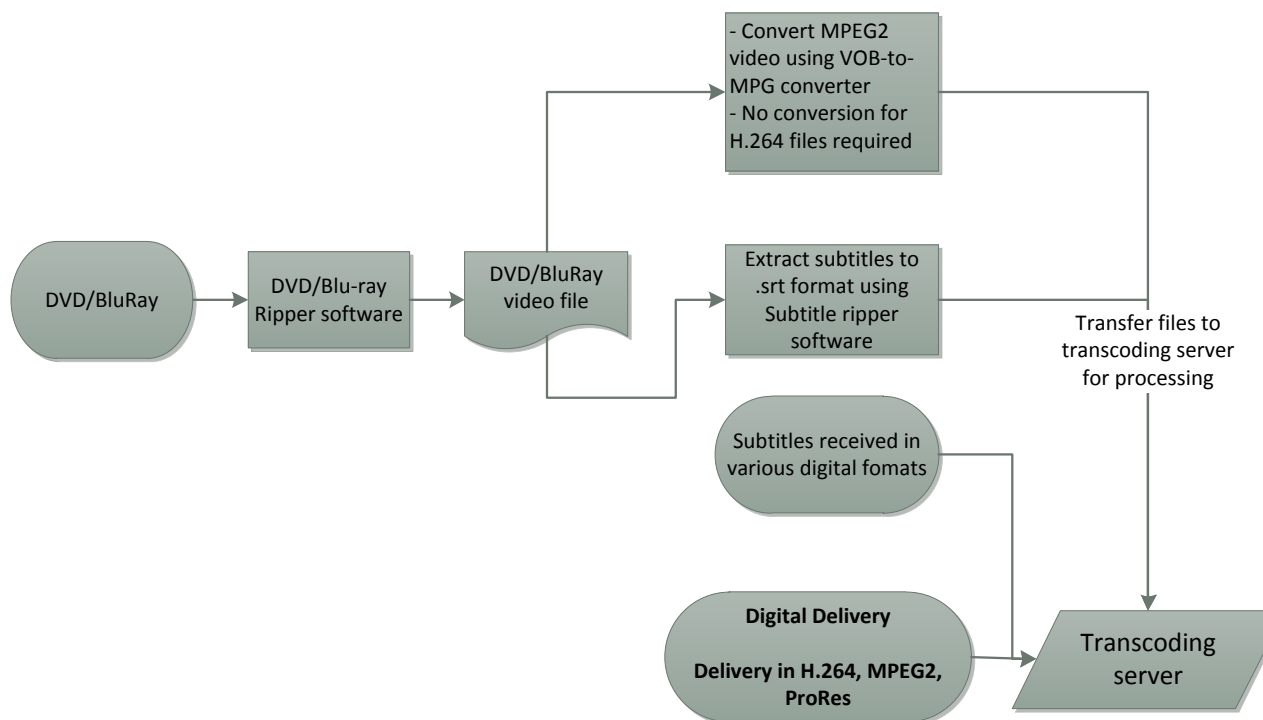 - Convert MPEG2
video using VOB-to-
MPG converter
- No conversion for
H.264 files required
DVD/BluRay
DVD/Blu-ray
Ripper software
DVD/BluRay
video file
Extract subtitles to
.srt format using
Subtitle ripper
software
Transfer files to
transcoding server
for processing
Subtitles received in
various digital fomats
Digital Delivery
Delivery in H.264, MPEG2,
ProRes
Transcoding
server